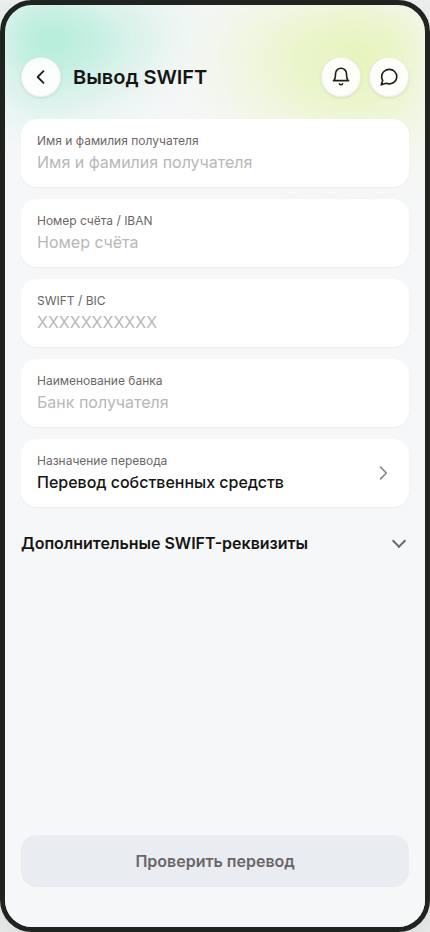 Вывод SWIFT
Имя и фамилия получателя
Имя и фамилия получателя
Номер счёта / IBAN
Номер счёта
SWIFT / BIC
XXXXXXXXXXX
Наименование банка
Банк получателя
Назначение перевода
Перевод собственных средств
Дополнительные SWIFT-реквизиты
Проверить перевод